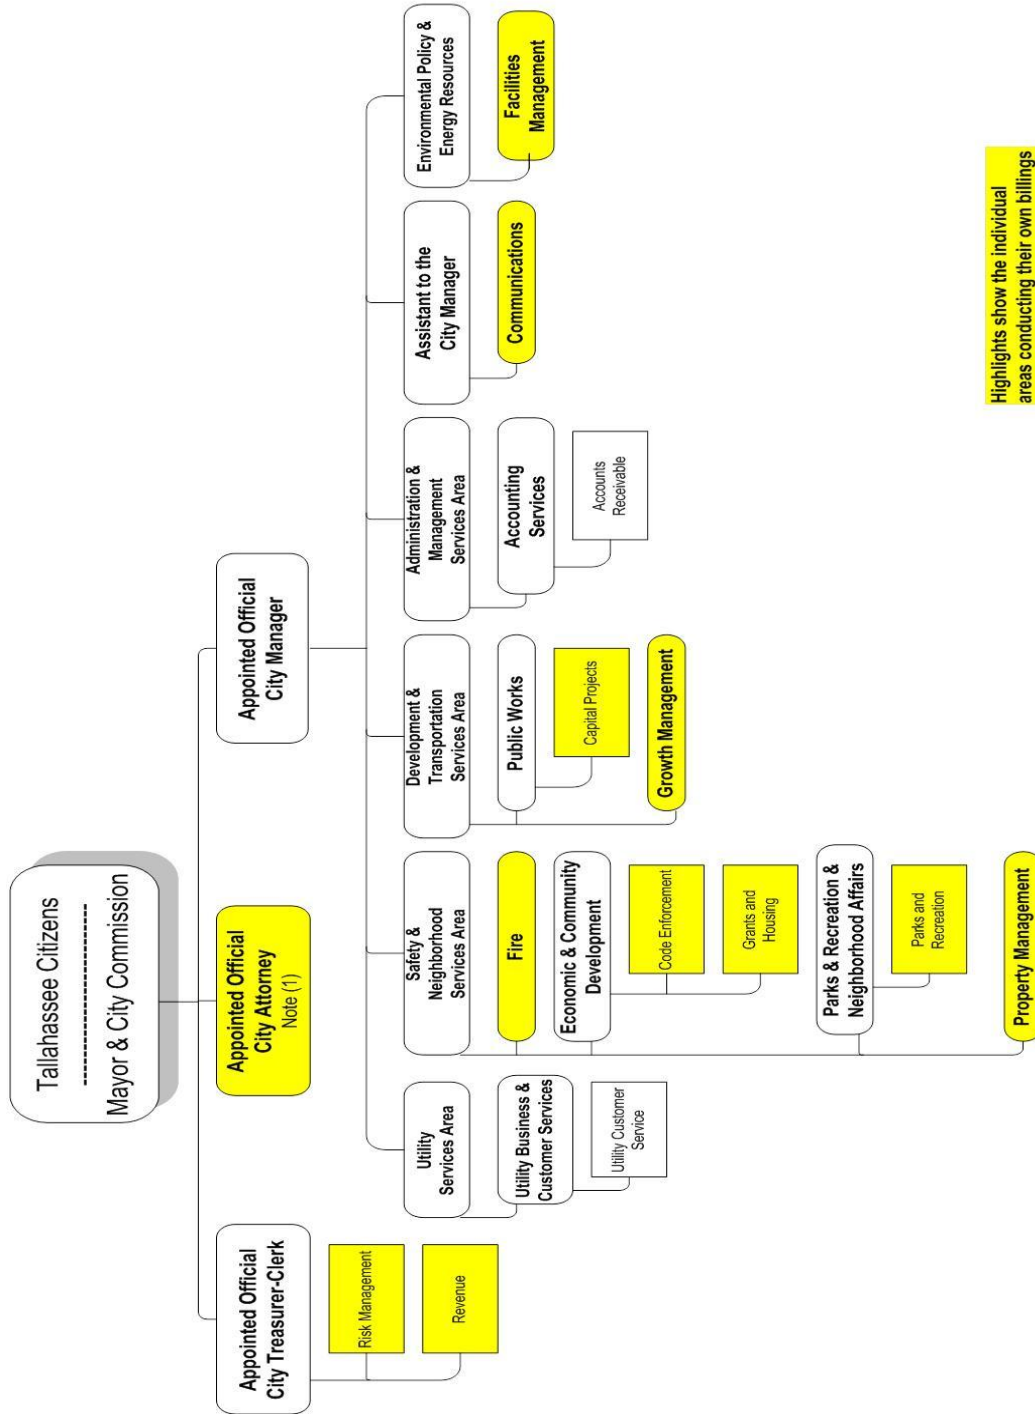 Tallahassee Citizens
--------------------
Mayor & City Commission
Appointed Official
City Treasurer-Clerk
Risk Management
Revenue
Appointed Official
City Attorney
Note (1)
Appointed Official
City Manager
Utility
Services Area
Utility Business &
Customer Services
Utility Customer
Service
Safety &
Neighborhood
Services Area
Fire
Economic & Community
Development
Code Enforcement
Grants and
Housing
Parks & Recreation &
Neighborhood Affairs
Parks and
Recreation
Property Management
Development &
Transportation
Services Area
Public Works
Capital Projects
Growth Management
Administration &
Management
Services Area
Accounting
Services
Accounts
Receivable
Assistant to the
City Manager
Communications
Environmental Policy &
Energy Resources
Facilities
Management
Highlights show the individual
areas conducting their own billings